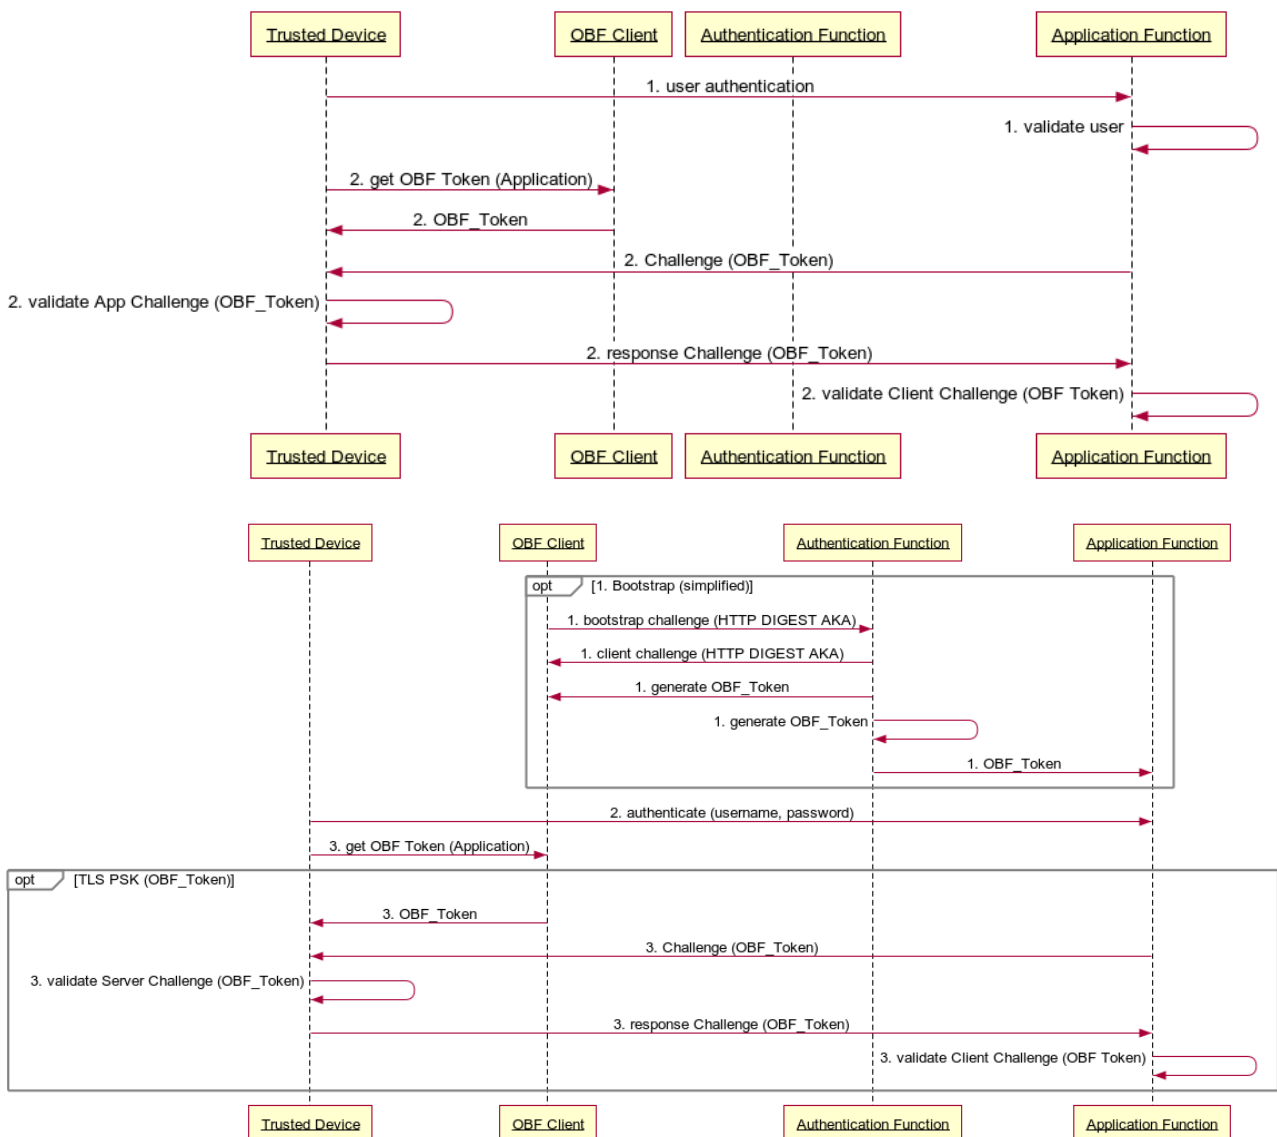 Trusted Device OBF Client Authentication Function Application Function
1. user authentication
1. validate user
2. get OBF Token (Application)
2. OBF_Token
2. Challenge (OBF_Token)
2. validate App Challenge (OBF_Token)
2. response Challenge (OBF_Token)
2. validate Client Challenge (OBF Token)
Trusted Device OBF Client Authentication Function Application Function
Trusted Device OBF Client Authentication Function Application Function
opt [1. Bootstrap (simplified)]
1. bootstrap challenge (HTTP DIGEST AKA)
1. client challenge (HTTP DIGEST AKA)
1. generate OBF_Token
1. generate OBF_Token
1. OBF_Token
2. authenticate (username, password)
3. get OBF Token (Application)
opt [TLS PSK (OBF_Token)]
3. OBF_Token
3. Challenge (OBF_Token)
3. validate Server Challenge (OBF_Token)
3. response Challenge (OBF_Token)
3. validate Client Challenge (OBF Token)
Trusted Device OBF Client Authentication Function Application Function